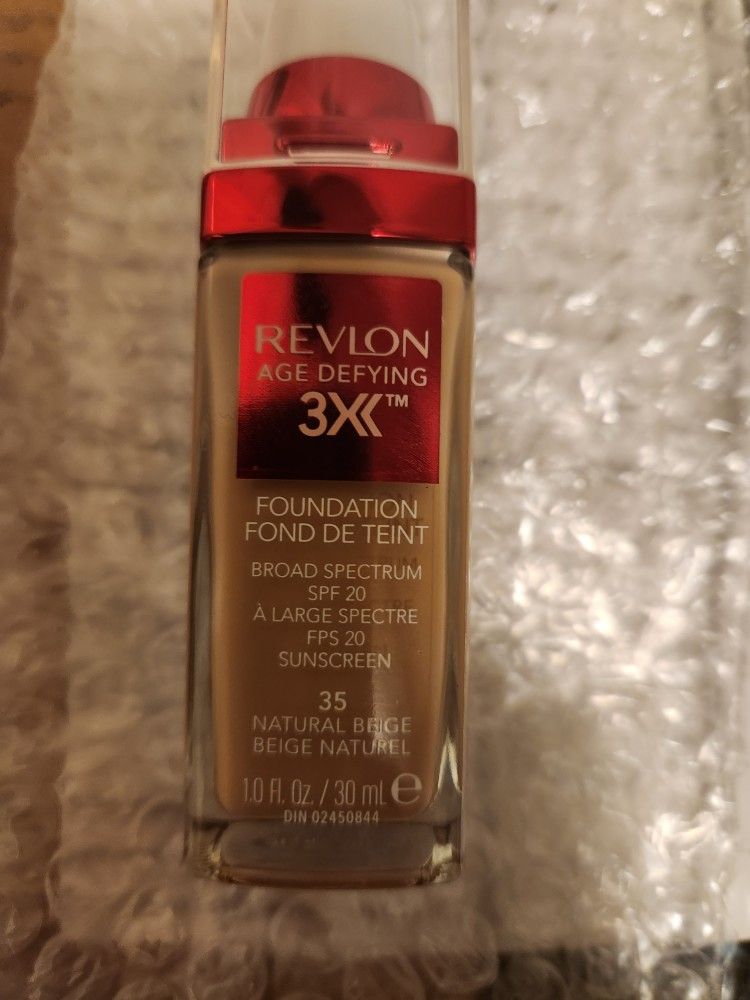 REVLON
AGE DEFYING
3X™
FOUNDATION
FOND DE TEINT
BROAD SPECTRUM
SPF 20
À LARGE SPECTRE
FPS 20
SUNSCREEN
35
NATURAL BEIGE
BEIGE NATUREL
1.0 Fl. Oz. / 30 mL ℮
DIN 02450844